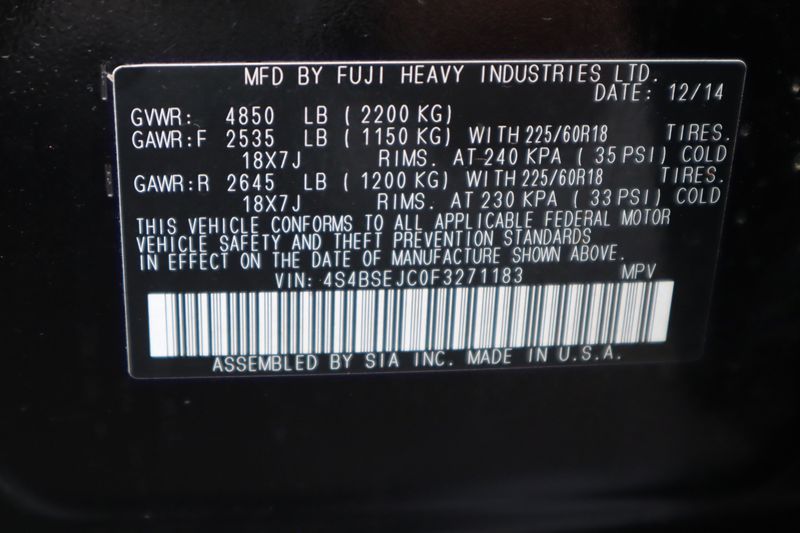 MFD BY FUJI HEAVY INDUSTRIES LTD.
DATE: 12/14
GVWR: 4850 LB ( 2200 KG)
GAWR:F 2535 LB ( 1150 KG) WITH 225/60R18 TIRES.
18X7J RIMS. AT 240 KPA ( 35 PSI) COLD
GAWR:R 2645 LB ( 1200 KG) WITH 225/60R18 TIRES.
18X7J RIMS. AT 230 KPA ( 33 PSI) COLD
THIS VEHICLE CONFORMS TO ALL APPLICABLE FEDERAL MOTOR
VEHICLE SAFETY AND THEFT PREVENTION STANDARDS
IN EFFECT ON THE DATE OF MANUFACTURE SHOWN ABOVE.
VIN: 4S4BSEJC0F3271183 MPV
ASSEMBLED BY SIA INC. MADE IN U.S.A.